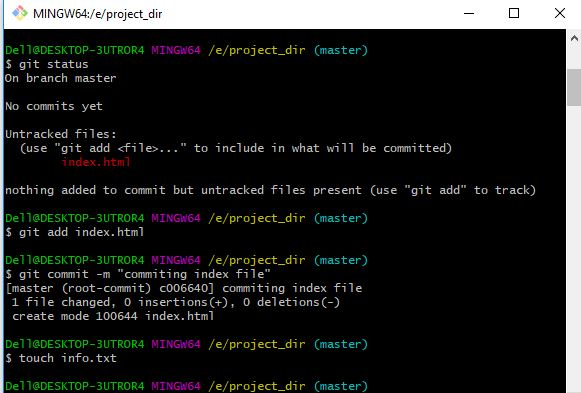 MINGW64:/e/project_dir
Dell@DESKTOP-3UTROR4 MINGW64 /e/project_dir (master)
$ git status
On branch master
No commits yet
Untracked files:
(use "git add <file>..." to include in what will be committed)
index.html
nothing added to commit but untracked files present (use "git add" to track)
Dell@DESKTOP-3UTROR4 MINGW64 /e/project_dir (master)
$ git add index.html
Dell@DESKTOP-3UTROR4 MINGW64 /e/project_dir (master)
$ git commit -m "commiting index file"
[master (root-commit) c006640] commiting index file
1 file changed, 0 insertions(+), 0 deletions(-)
create mode 100644 index.html
Dell@DESKTOP-3UTROR4 MINGW64 /e/project_dir (master)
$ touch info.txt
Dell@DESKTOP-3UTROR4 MINGW64 /e/project_dir (master)